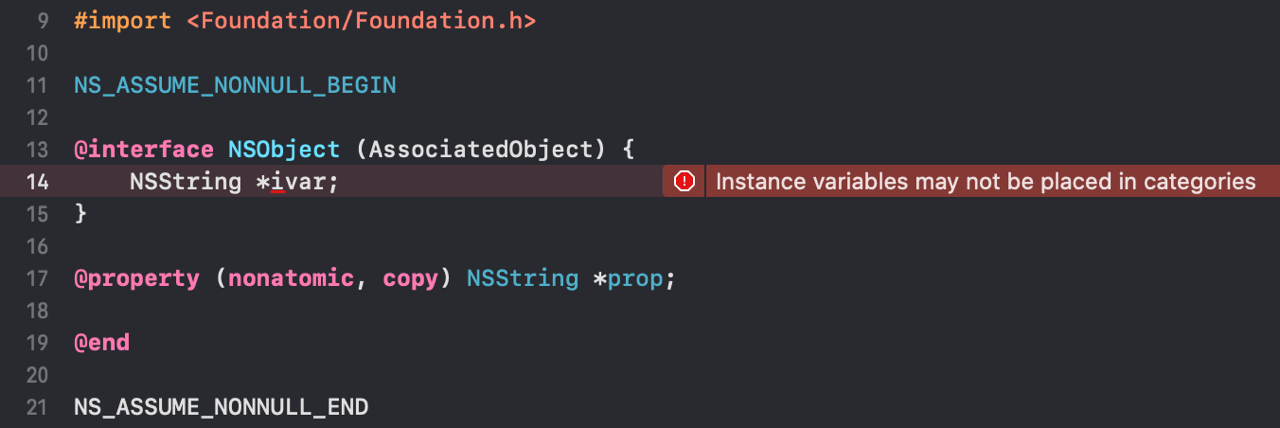 9 #import <Foundation/Foundation.h>
10
11 NS_ASSUME_NONNULL_BEGIN
12
13 @interface NSObject (AssociatedObject) {
14 NSString *ivar; Instance variables may not be placed in categories
15 }
16
17 @property (nonatomic, copy) NSString *prop;
18
19 @end
20
21 NS_ASSUME_NONNULL_END